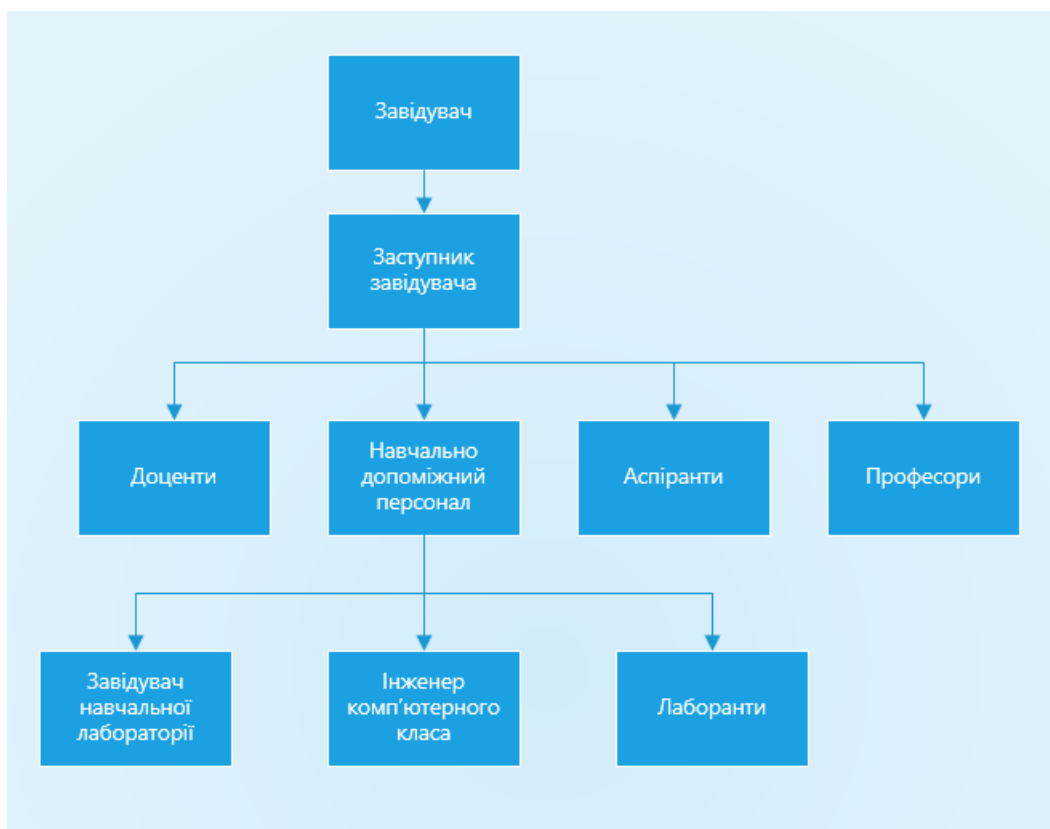 Завідувач
Заступник
завідувача
Доценти
Навчально
допоміжний
персонал
Аспіранти
Професори
Завідувач
навчальної
лабораторії
Інженер
комп’ютерного
класа
Лаборанти